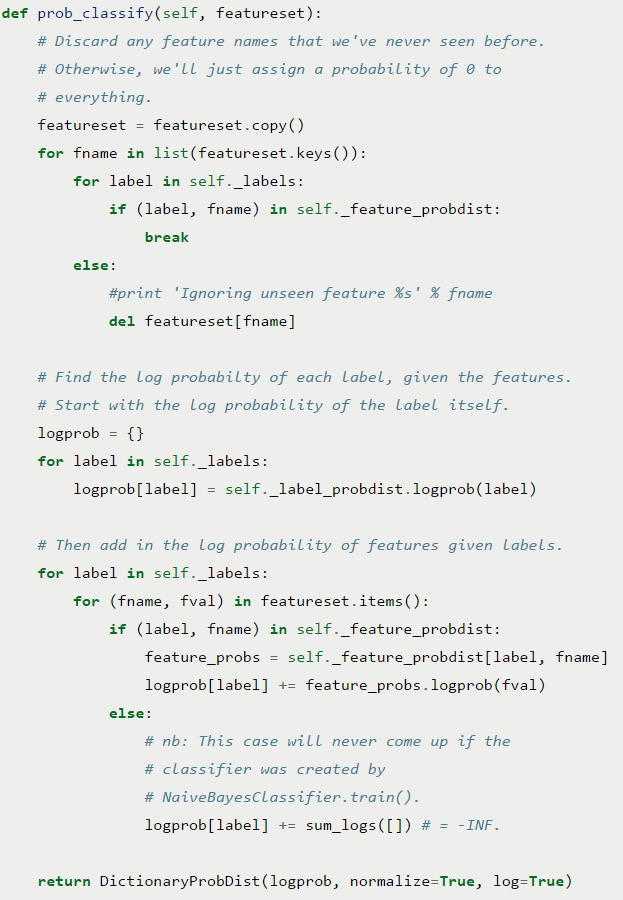 def prob_classify(self, featureset):
    # Discard any feature names that we've never seen before.
    # Otherwise, we'll just assign a probability of 0 to
    # everything.
    featureset = featureset.copy()
    for fname in list(featureset.keys()):
        for label in self._labels:
            if (label, fname) in self._feature_probdist:
                break
        else:
            #print 'Ignoring unseen feature %s' % fname
            del featureset[fname]

    # Find the log probabilty of each label, given the features.
    # Start with the log probability of the label itself.
    logprob = {}
    for label in self._labels:
        logprob[label] = self._label_probdist.logprob(label)

    # Then add in the log probability of features given labels.
    for label in self._labels:
        for (fname, fval) in featureset.items():
            if (label, fname) in self._feature_probdist:
                feature_probs = self._feature_probdist[label, fname]
                logprob[label] += feature_probs.logprob(fval)
            else:
                # nb: This case will never come up if the
                # classifier was created by
                # NaiveBayesClassifier.train().
                logprob[label] += sum_logs([]) # = -INF.

    return DictionaryProbDist(logprob, normalize=True, log=True)